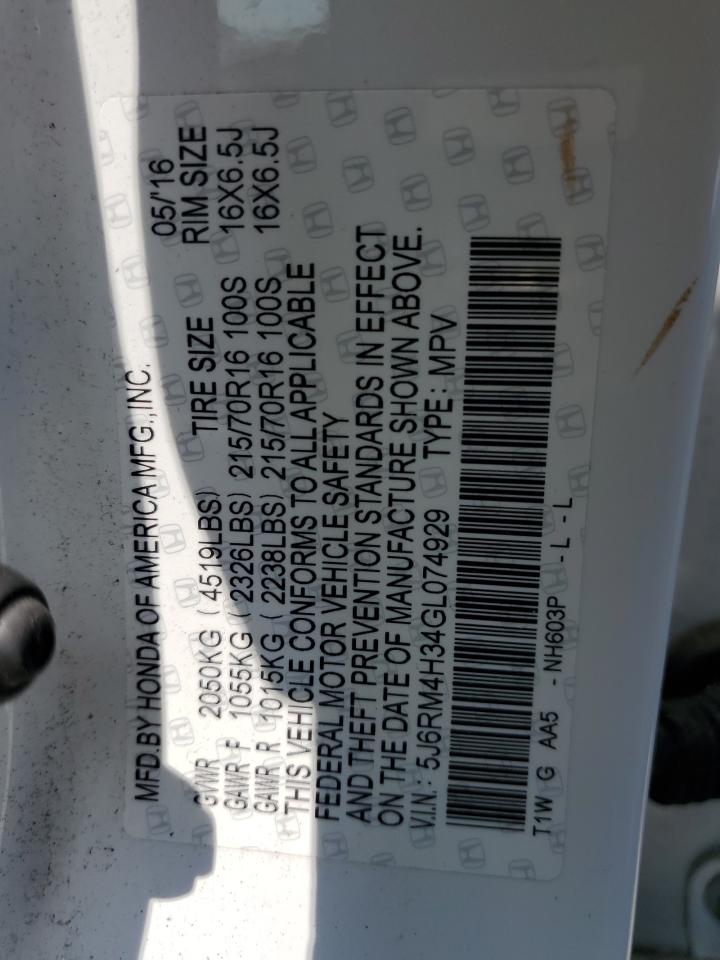 MFD.BY HONDA OF AMERICA MFG.,INC. 05/'16
GVWR 2050KG (4519LBS) TIRE SIZE RIM SIZE
GAWR F 1055KG (2326LBS) 215/70R16 100S 16X6.5J
GAWR R 1015KG (2238LBS) 215/70R16 100S 16X6.5J
THIS VEHICLE CONFORMS TO ALL APPLICABLE
FEDERAL MOTOR VEHICLE SAFETY
AND THEFT PREVENTION STANDARDS IN EFFECT
ON THE DATE OF MANUFACTURE SHOWN ABOVE.
V.I.N: 5J6RM4H34GL074929 TYPE: MPV
T1W G AA5 -NH603P -L -L